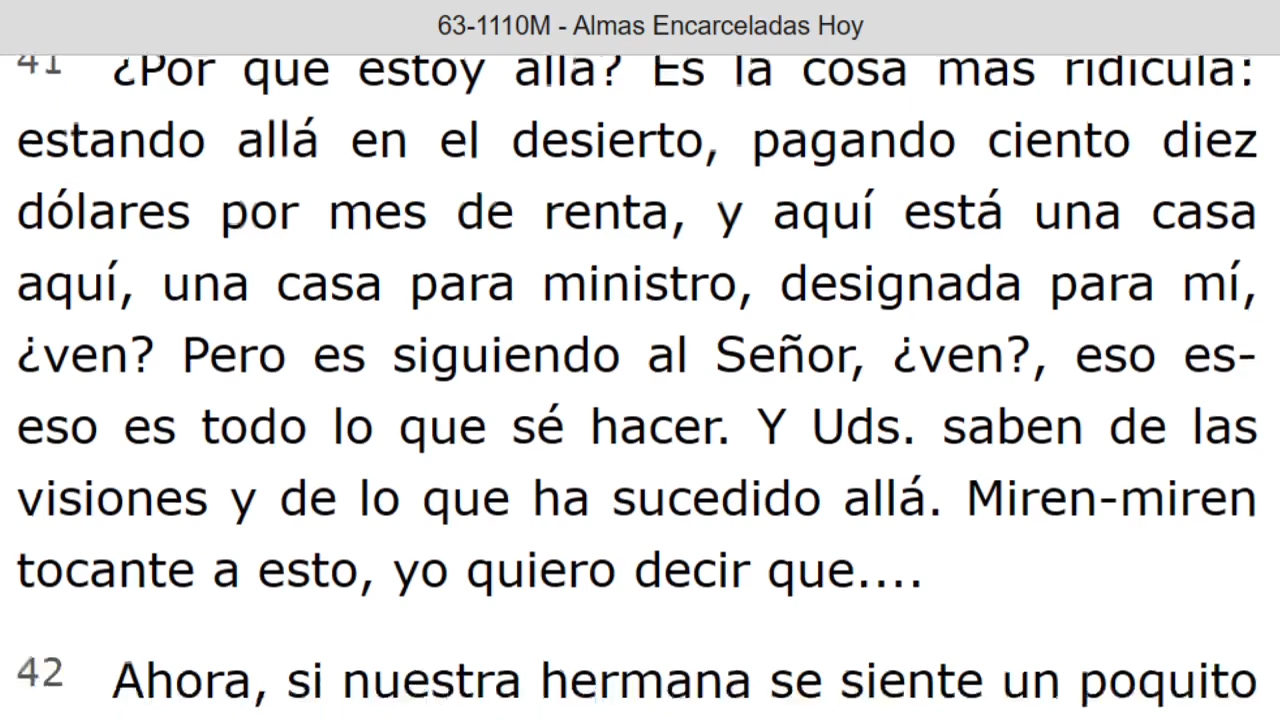 63-1110M - Almas Encarceladas Hoy
41 ¿Por qué estoy allá? Es la cosa más ridícula:
estando allá en el desierto, pagando ciento diez
dólares por mes de renta, y aquí está una casa
aquí, una casa para ministro, designada para mí,
¿ven? Pero es siguiendo al Señor, ¿ven?, eso es-
eso es todo lo que sé hacer. Y Uds. saben de las
visiones y de lo que ha sucedido allá. Miren-miren
tocante a esto, yo quiero decir que....
42 Ahora, si nuestra hermana se siente un poquito